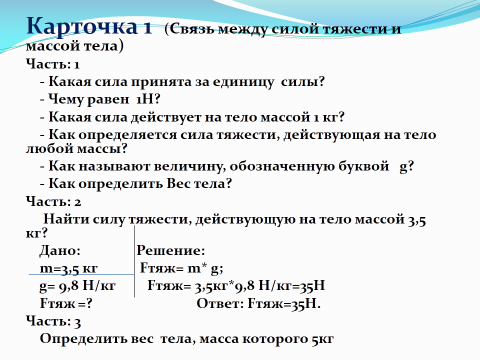 Карточка 1 (Связь между силой тяжести и
массой тела)
Часть: 1
- Какая сила принята за единицу силы?
- Чему равен 1Н?
- Какая сила действует на тело массой 1 кг?
- Как определяется сила тяжести, действующая на тело
любой массы?
- Как называют величину, обозначенную буквой g?
- Как определить Вес тела?
Часть: 2
Найти силу тяжести, действующую на тело массой 3,5
кг?
Дано: Решение:
m=3,5 кг Fтяж= m* g;
g= 9,8 Н/кг Fтяж= 3,5кг*9,8 Н/кг=35Н
Fтяж =? Ответ: Fтяж=35Н.
Часть: 3
Определить вес тела, масса которого 5кг